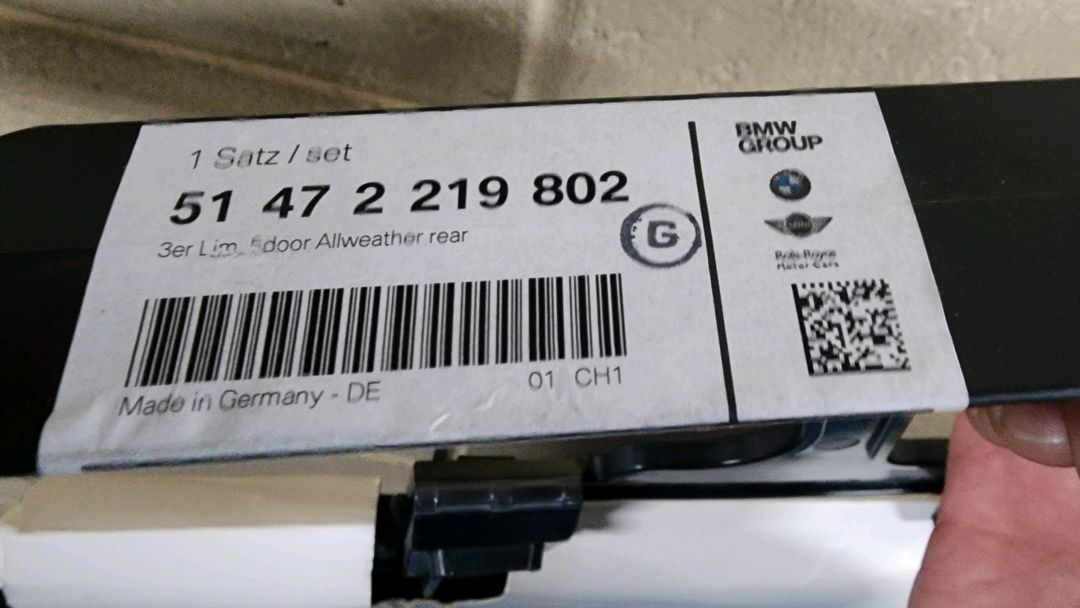 1 Satz / set
51 47 2 219 802
3er Lim. 5door Allweather rear
G
Made in Germany - DE
01 CH1
BMW
GROUP
MINI
Rolls-Royce
Motor Cars